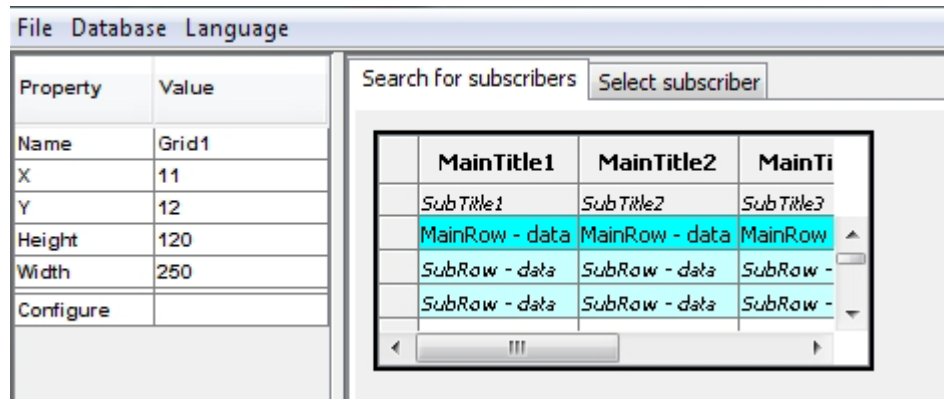 File Database Language
Property Value
Name Grid1
X 11
Y 12
Height 120
Width 250
Configure
Search for subscribers Select subscriber
MainTitle1 MainTitle2 MainTi
SubTitle1 SubTitle2 SubTitle3
MainRow - data MainRow - data MainRow
SubRow - data SubRow - data SubRow -
SubRow - data SubRow - data SubRow -